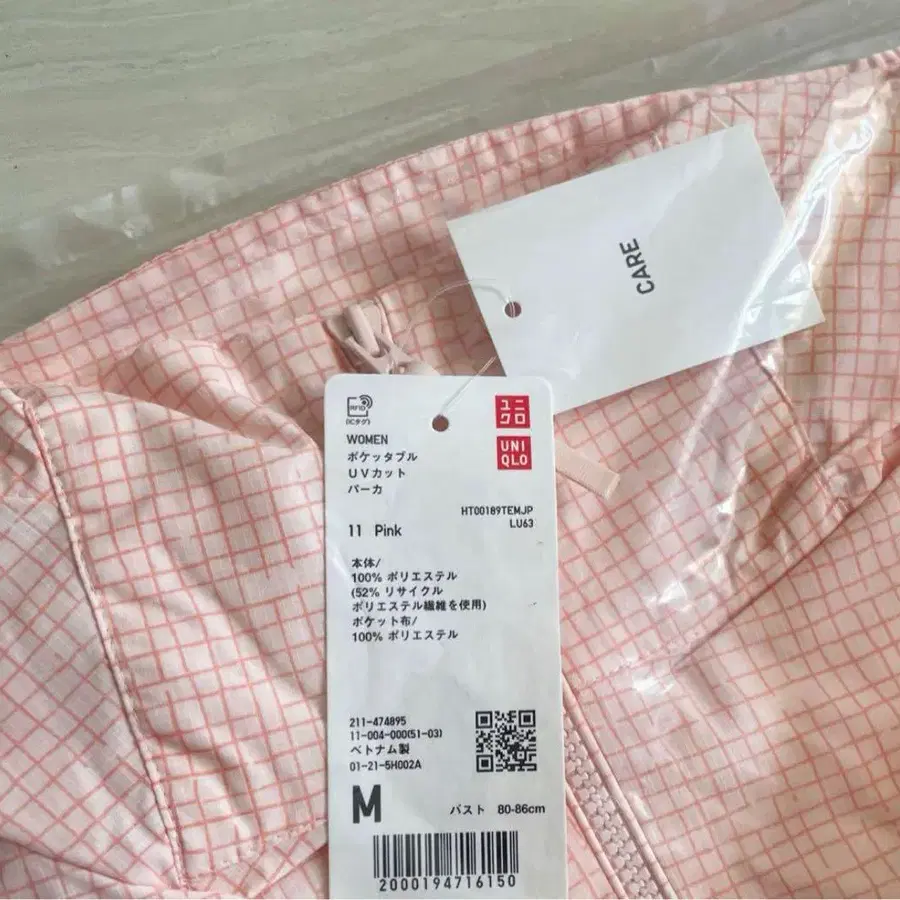 CARE
RFID
(ICタグ)
ユニ
クロ
UNI
QLO
WOMEN
ポケッタブル
UVカット
パーカ
HT00189TEMJP
LU63
11 Pink
本体/
100% ポリエステル
(52% リサイクル
ポリエステル繊維を使用)
ポケット布/
100% ポリエステル
211-474895
11-004-000(51-03)
ベトナム製
01-21-5H002A
M
バスト 80-86cm
2000194716150